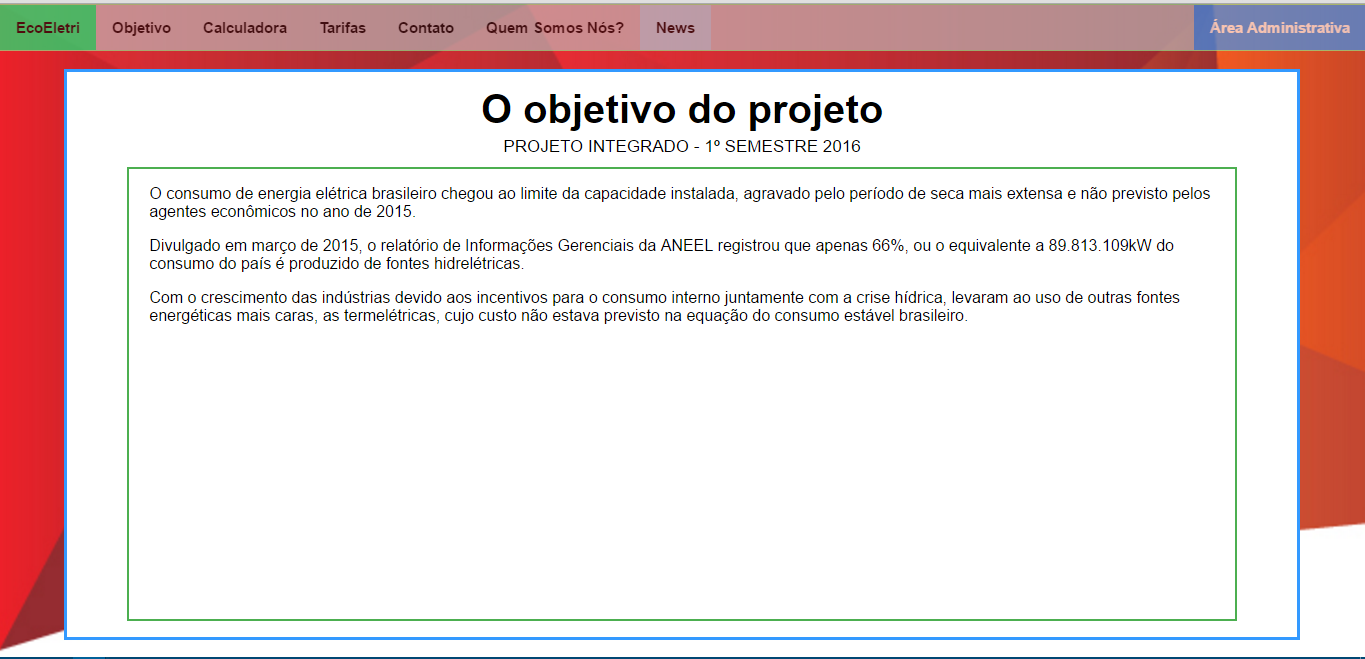 EcoEletri Objetivo Calculadora Tarifas Contato Quem Somos Nós? News Área Administrativa
O objetivo do projeto
PROJETO INTEGRADO - 1º SEMESTRE 2016
O consumo de energia elétrica brasileiro chegou ao limite da capacidade instalada, agravado pelo período de seca mais extensa e não previsto pelos
agentes econômicos no ano de 2015.
Divulgado em março de 2015, o relatório de Informações Gerenciais da ANEEL registrou que apenas 66%, ou o equivalente a 89.813.109kW do
consumo do país é produzido de fontes hidrelétricas.
Com o crescimento das indústrias devido aos incentivos para o consumo interno juntamente com a crise hídrica, levaram ao uso de outras fontes
energéticas mais caras, as termelétricas, cujo custo não estava previsto na equação do consumo estável brasileiro.